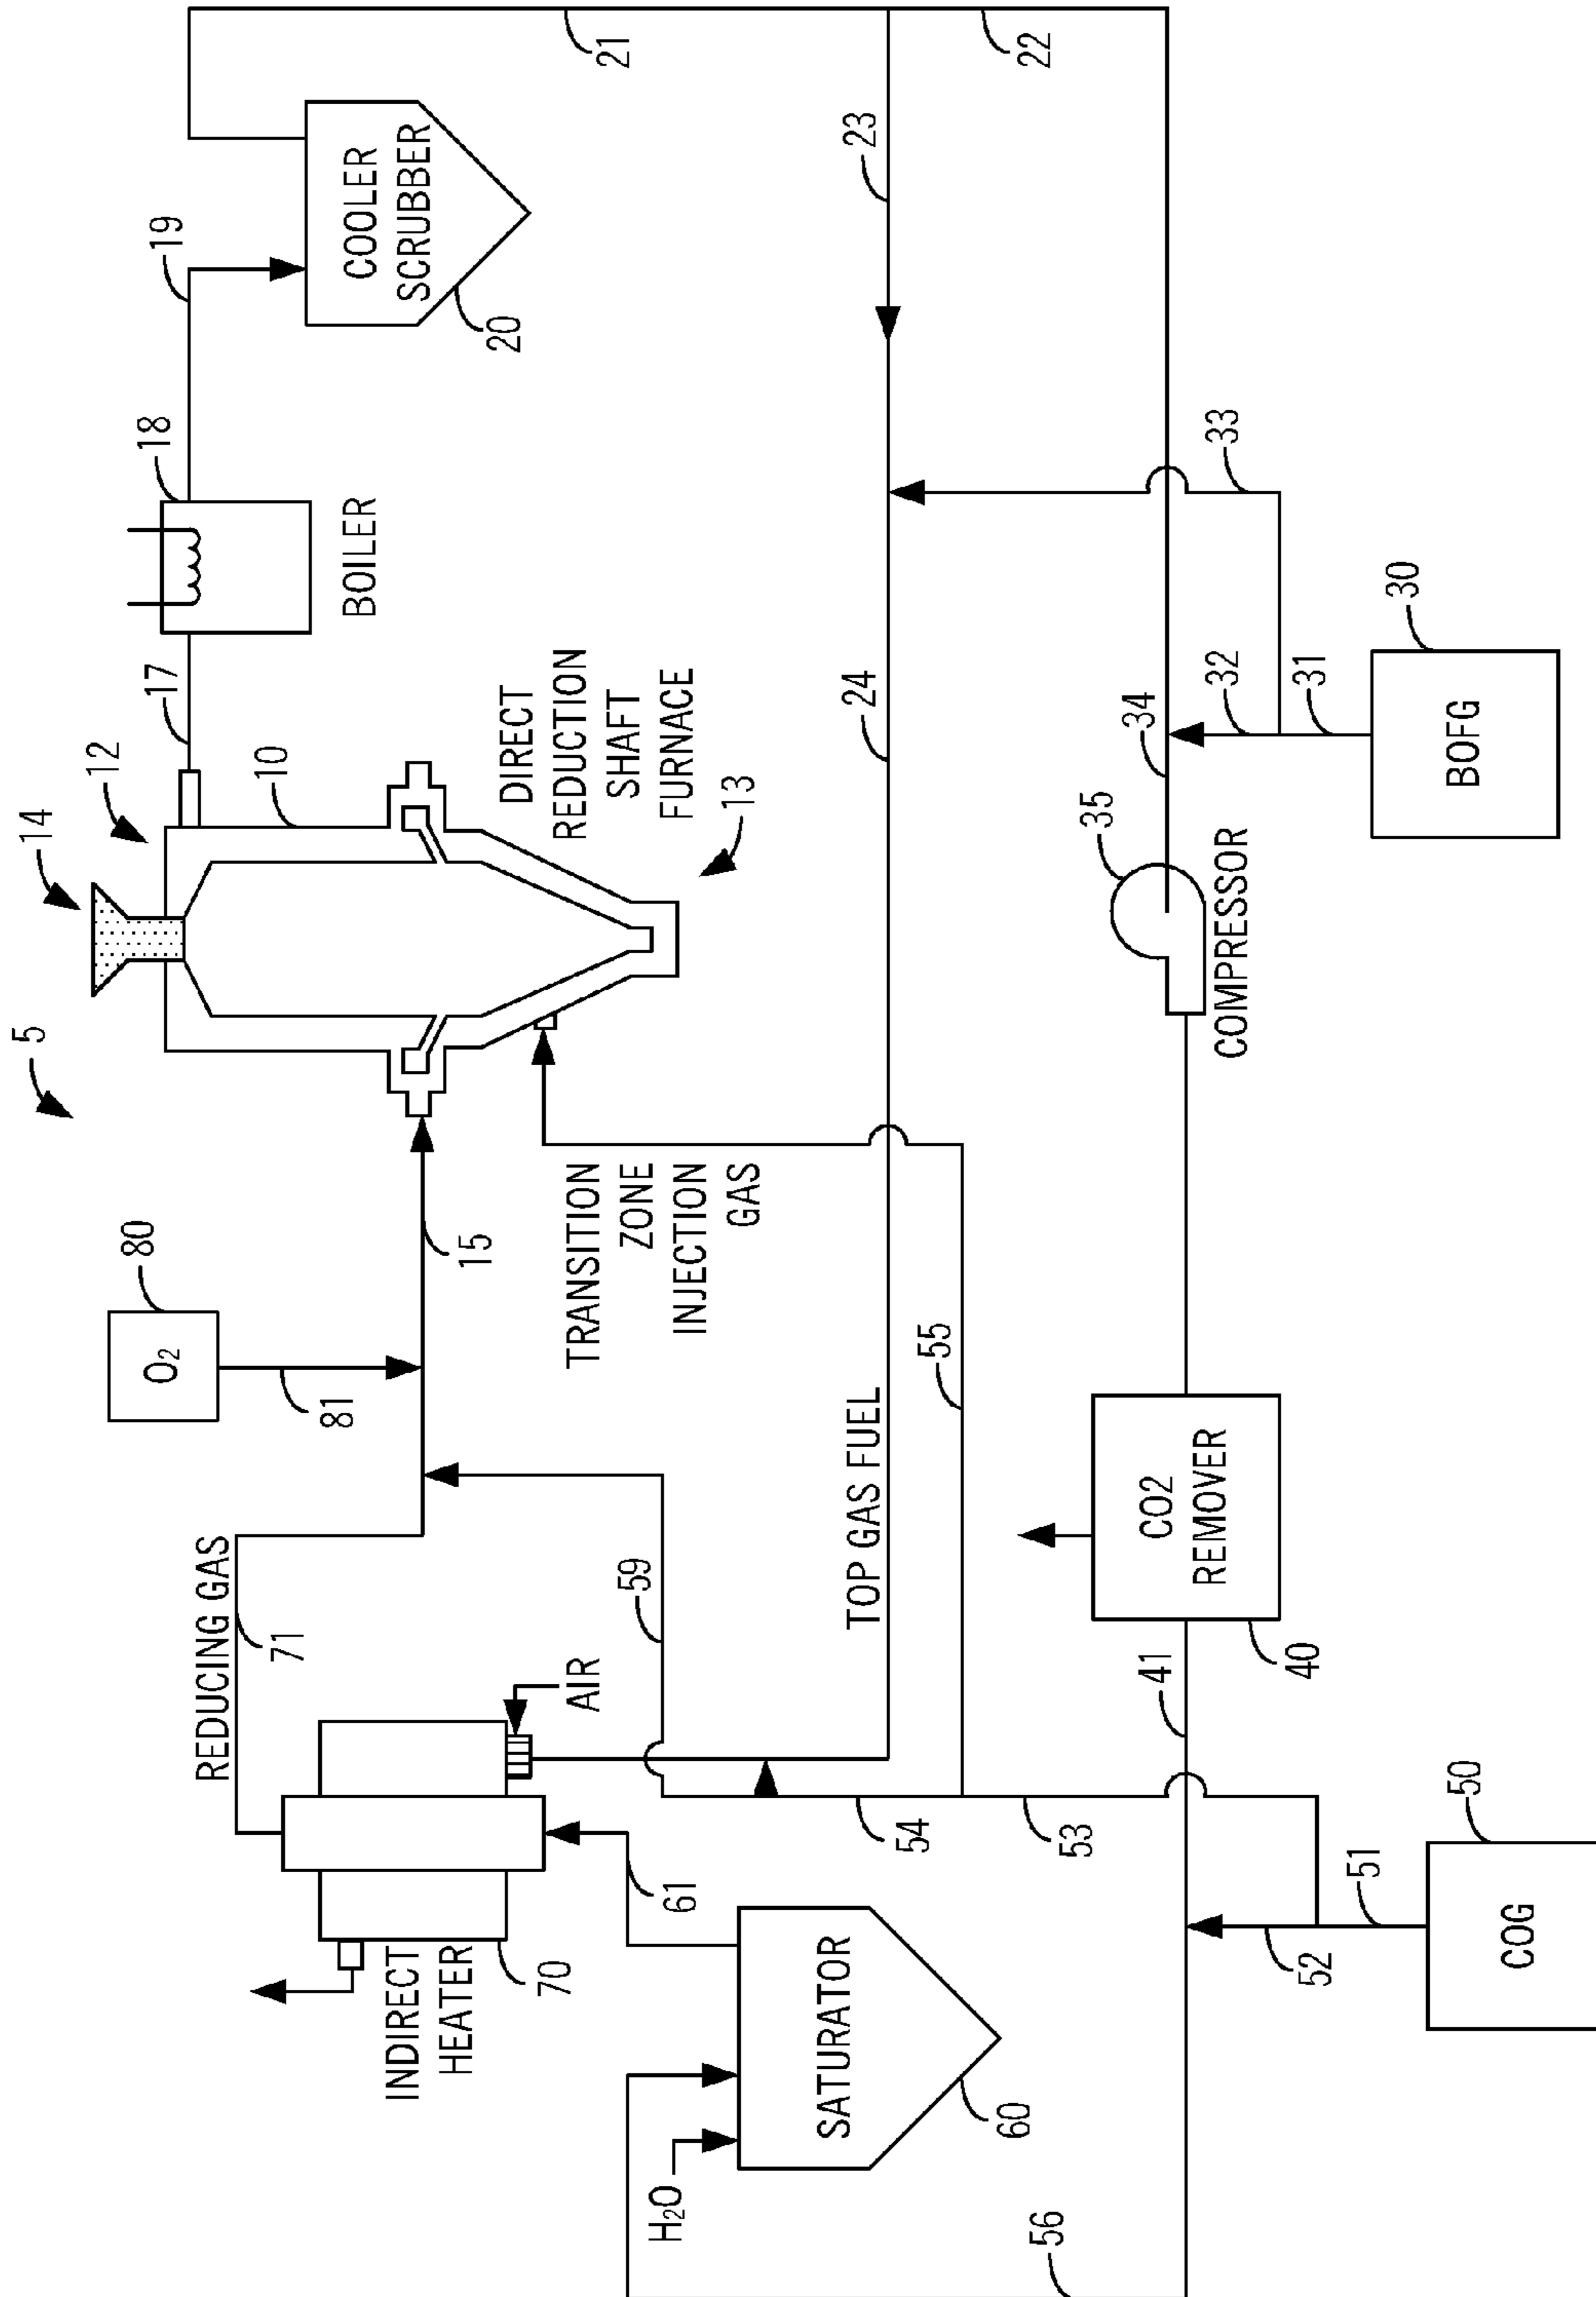 5
14
12
80
O₂
17
18
19
REDUCING GAS
71
81
10
BOILER
COOLER
SCRUBBER
20
INDIRECT
HEATER
70
15
AIR
DIRECT
REDUCTION
SHAFT
FURNACE
13
21
TRANSITION
ZONE
INJECTION
GAS
59
H₂O
61
SATURATOR
60
TOP GAS FUEL
24
23
54
55
56
53
22
41
CO2
REMOVER
40
35
COMPRESSOR
34
33
32
31
52
51
30
BOFG
50
COG